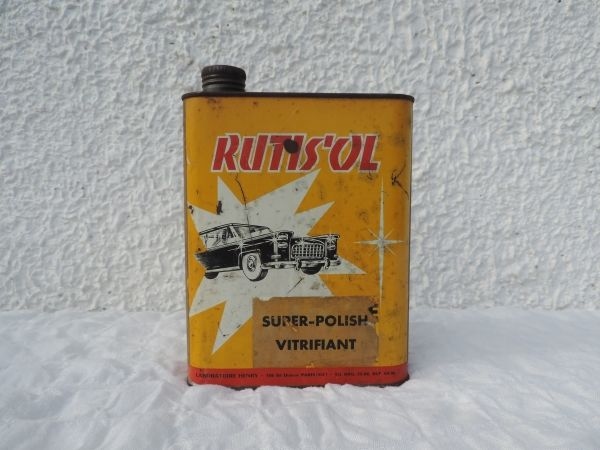 RUTIS'OL
SUPER-POLISH
VITRIFIANT
LABORATOIRE HENRY